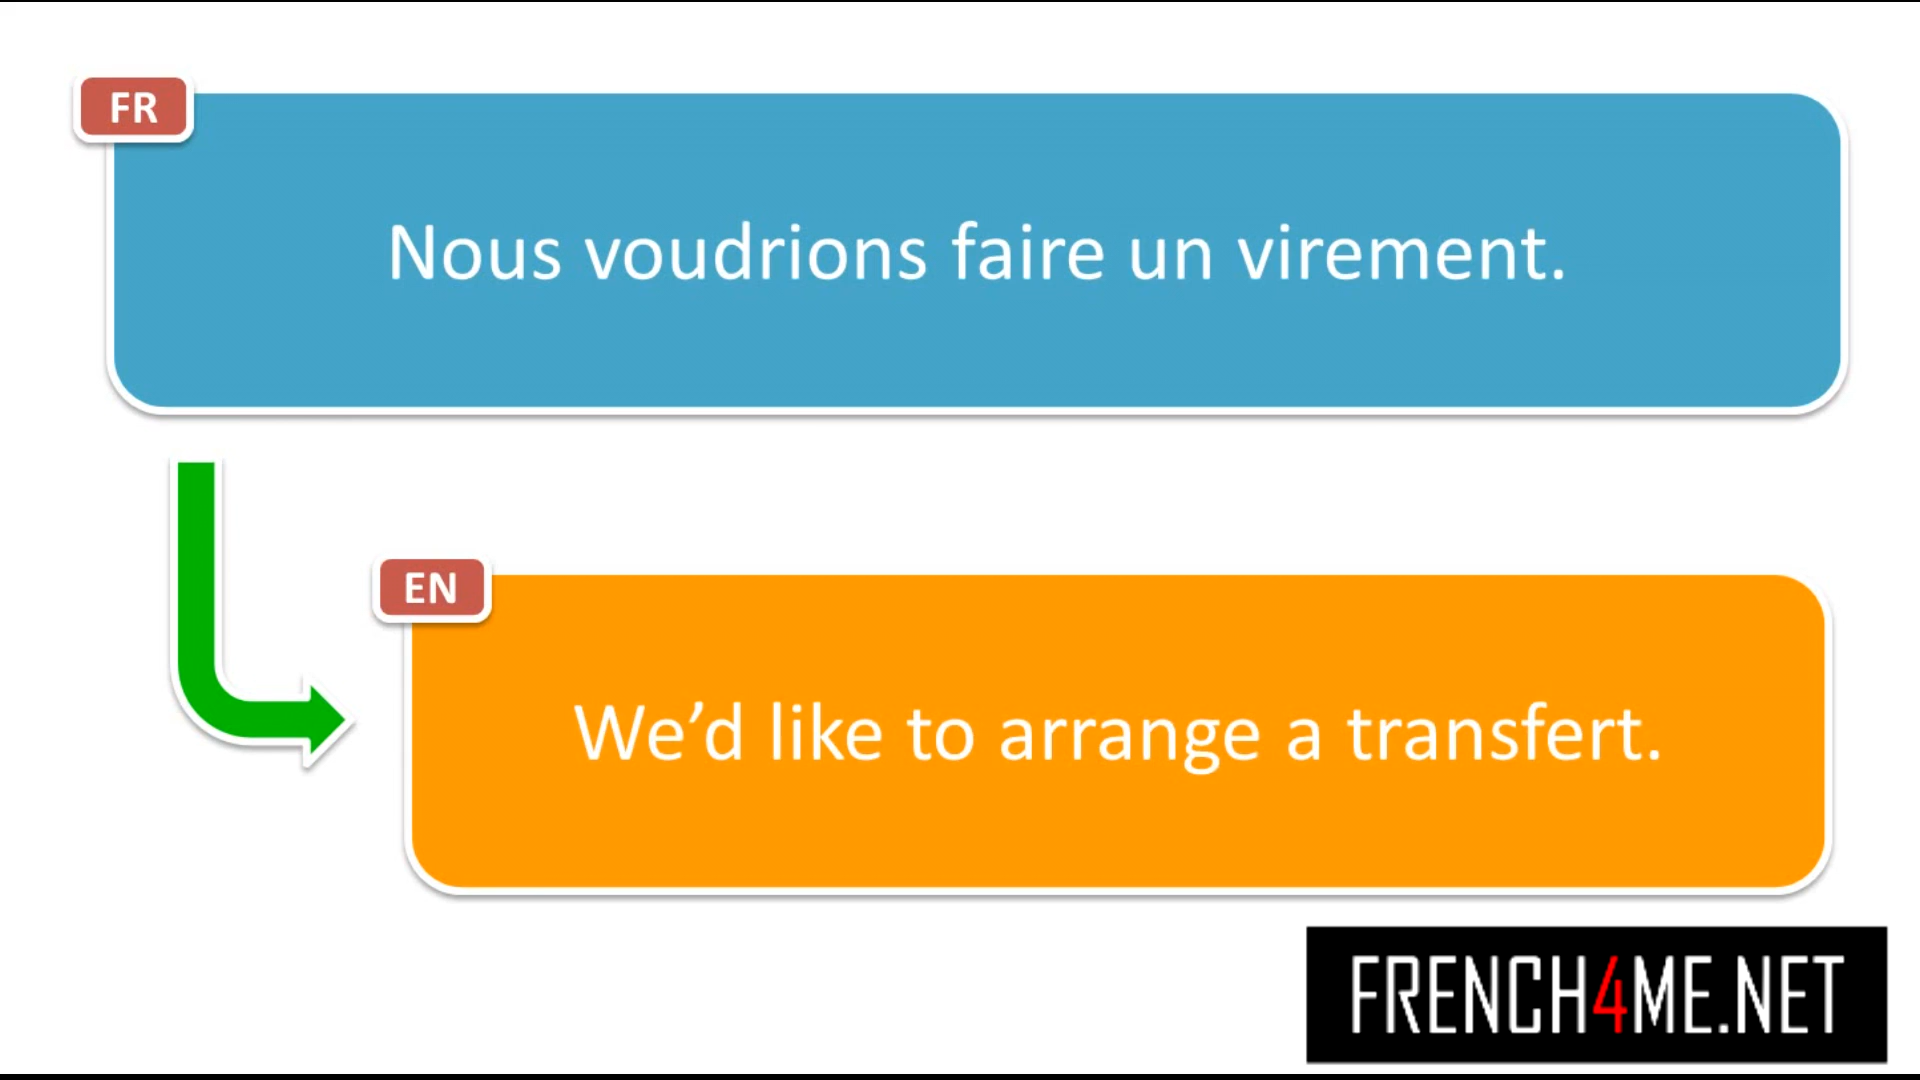 FR
Nous voudrions faire un virement.
EN
We’d like to arrange a transfert.
FRENCH4ME.NET